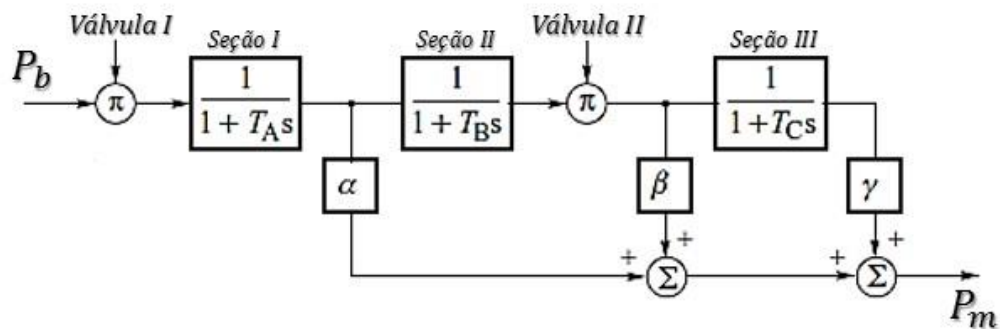 Válvula I
Seção I
Seção II
Válvula II
Seção III
P_b
π
1
1 + T_A s
1
1 + T_B s
π
1
1 + T_C s
α
β
γ
+
+
Σ
+
+
Σ
P_m